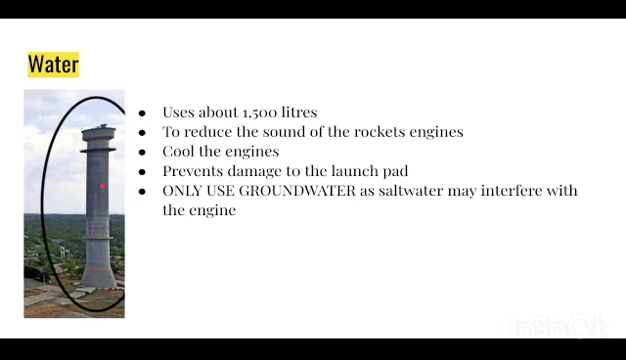 Water
● Uses about 1,500 litres
● To reduce the sound of the rockets engines
● Cool the engines
● Prevents damage to the launch pad
● ONLY USE GROUNDWATER as saltwater may interfere with
the engine